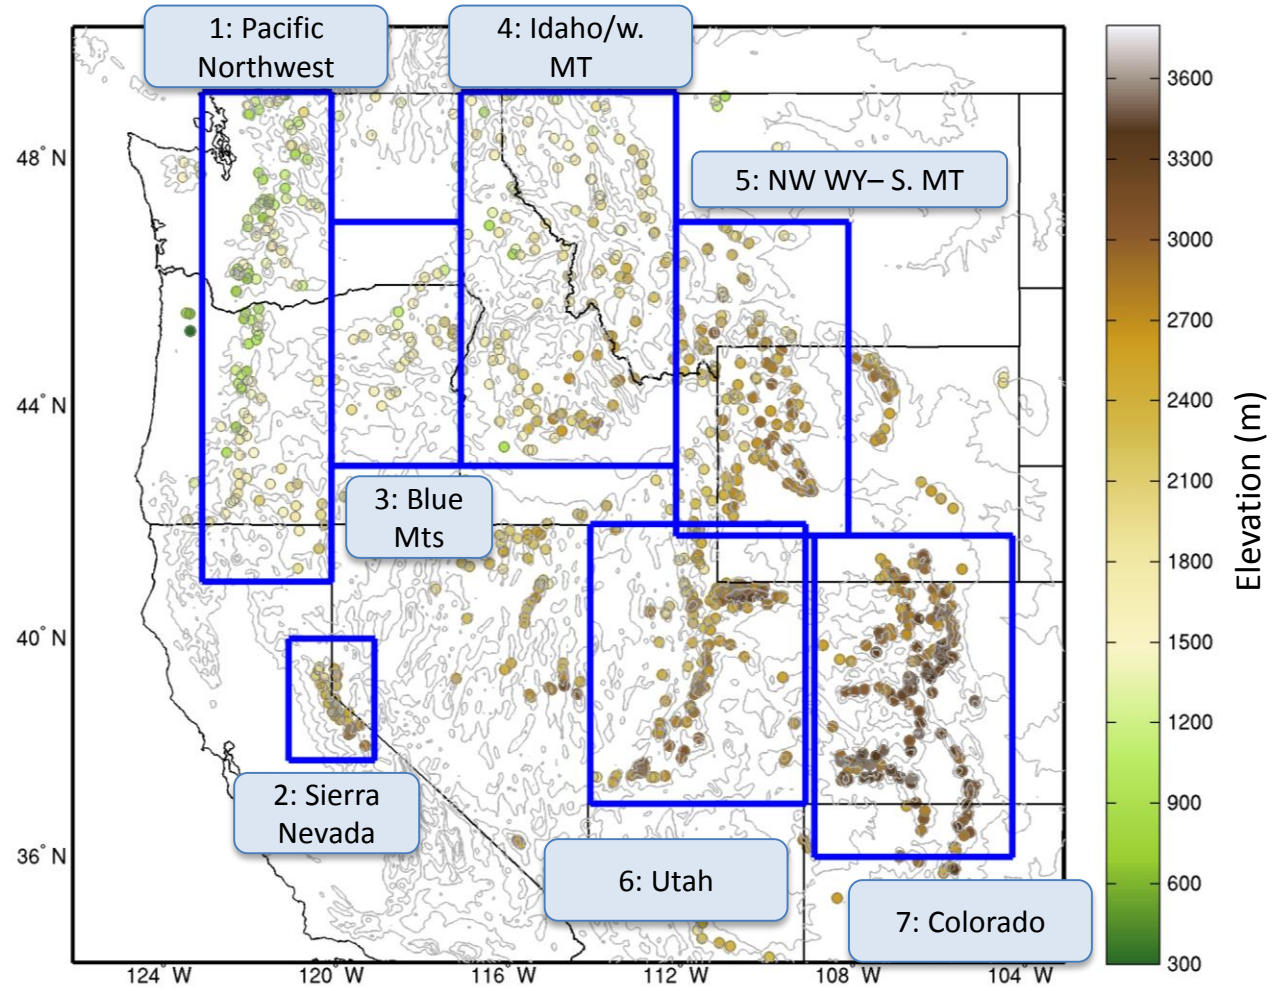 1: Pacific
Northwest
4: Idaho/w.
MT
5: NW WY– S. MT
3: Blue
Mts
2: Sierra
Nevada
6: Utah
7: Colorado
48° N
44° N
40° N
36° N
124° W
120° W
116° W
112° W
108° W
104° W
3600
3300
3000
2700
2400
2100
1800
1500
1200
900
600
300
Elevation (m)